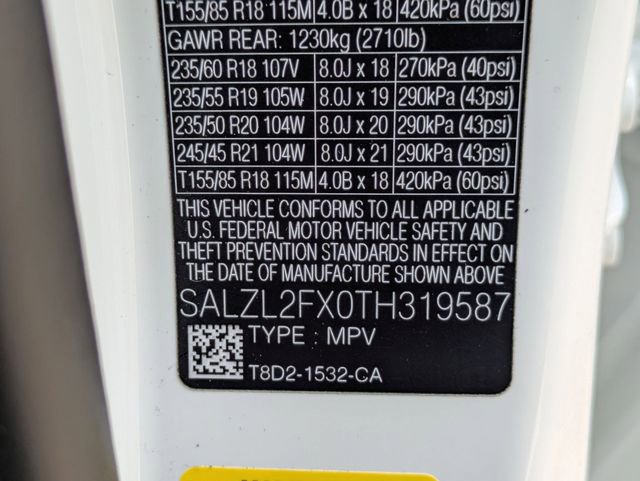 T155/85 R18 115M 4.0B x 18 420kPa (60psi)
GAWR REAR: 1230kg (2710lb)
235/60 R18 107V 8.0J x 18 270kPa (40psi)
235/55 R19 105W 8.0J x 19 290kPa (43psi)
235/50 R20 104W 8.0J x 20 290kPa (43psi)
245/45 R21 104W 8.0J x 21 290kPa (43psi)
T155/85 R18 115M 4.0B x 18 420kPa (60psi)
THIS VEHICLE CONFORMS TO ALL APPLICABLE
U.S. FEDERAL MOTOR VEHICLE SAFETY AND
THEFT PREVENTION STANDARDS IN EFFECT ON
THE DATE OF MANUFACTURE SHOWN ABOVE
SALZL2FX0TH319587
TYPE : MPV
T8D2-1532-CA